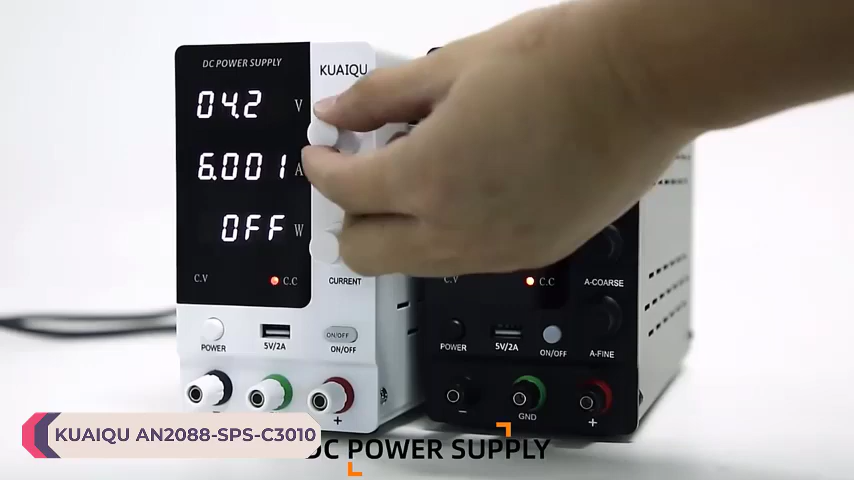 DC POWER SUPPLY
KUAIQU
04.2 V
6.001 A
OFF W
C.V
C.C
CURRENT
POWER
5V/2A
ON/OFF
ON/OFF
-
+
C.V
C.C
A-COARSE
POWER
5V/2A
ON/OFF
A-FINE
-
GND
+
KUAIQU AN2088-SPS-C3010
DC POWER SUPPLY